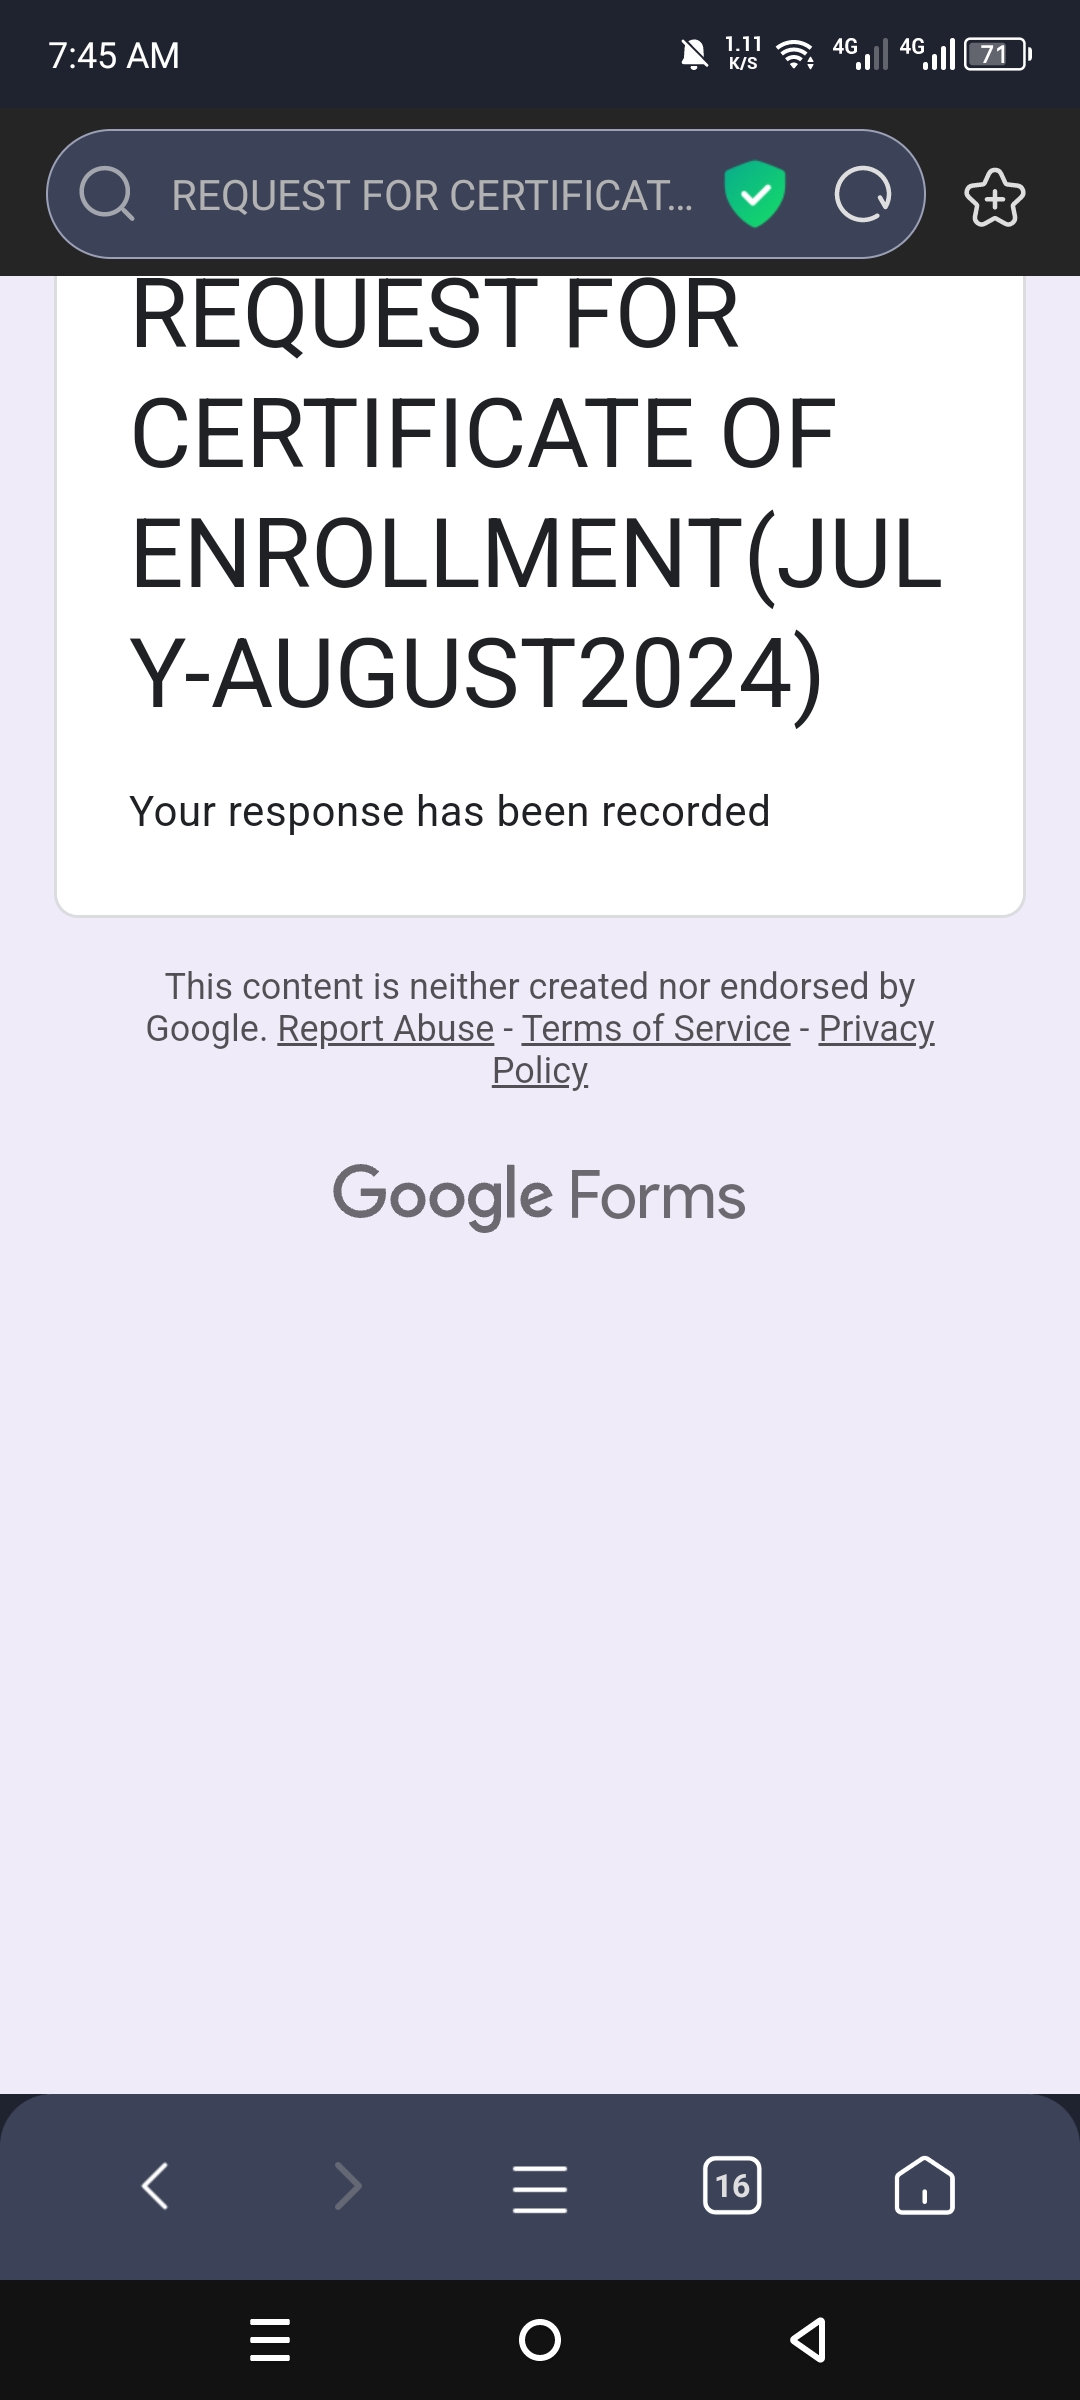 7:45 AM
1.11
K/S
4G
4G
71
REQUEST FOR CERTIFICAT...
REQUEST FOR
CERTIFICATE OF
ENROLLMENT(JUL
Y-AUGUST2024)
Your response has been recorded
This content is neither created nor endorsed by
Google. Report Abuse - Terms of Service - Privacy
Policy
Google Forms
16